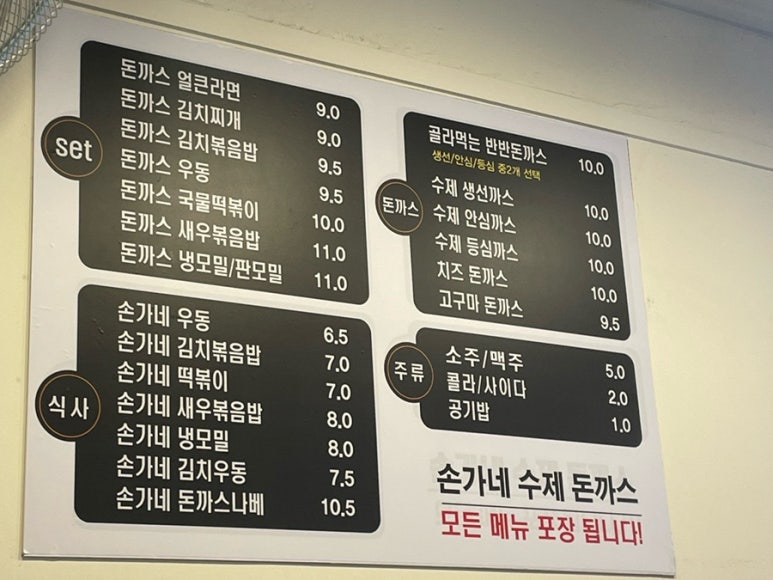 set
돈까스 얼큰라면 9.0
돈까스 김치찌개 9.0
돈까스 김치볶음밥 9.5
돈까스 우동 9.5
돈까스 국물떡볶이 10.0
돈까스 새우볶음밥 11.0
돈까스 냉모밀/판모밀 11.0
식사
손가네 우동 6.5
손가네 김치볶음밥 7.0
손가네 떡볶이 7.0
손가네 새우볶음밥 8.0
손가네 냉모밀 8.0
손가네 김치우동 7.5
손가네 돈까스나베 10.5
돈까스
골라먹는 반반돈까스 10.0
생선/안심/등심 중2개 선택
수제 생선까스 10.0
수제 안심까스 10.0
수제 등심까스 10.0
치즈 돈까스 10.0
고구마 돈까스 9.5
주류
소주/맥주 5.0
콜라/사이다 2.0
공기밥 1.0
손가네 수제 돈까스
모든 메뉴 포장 됩니다!